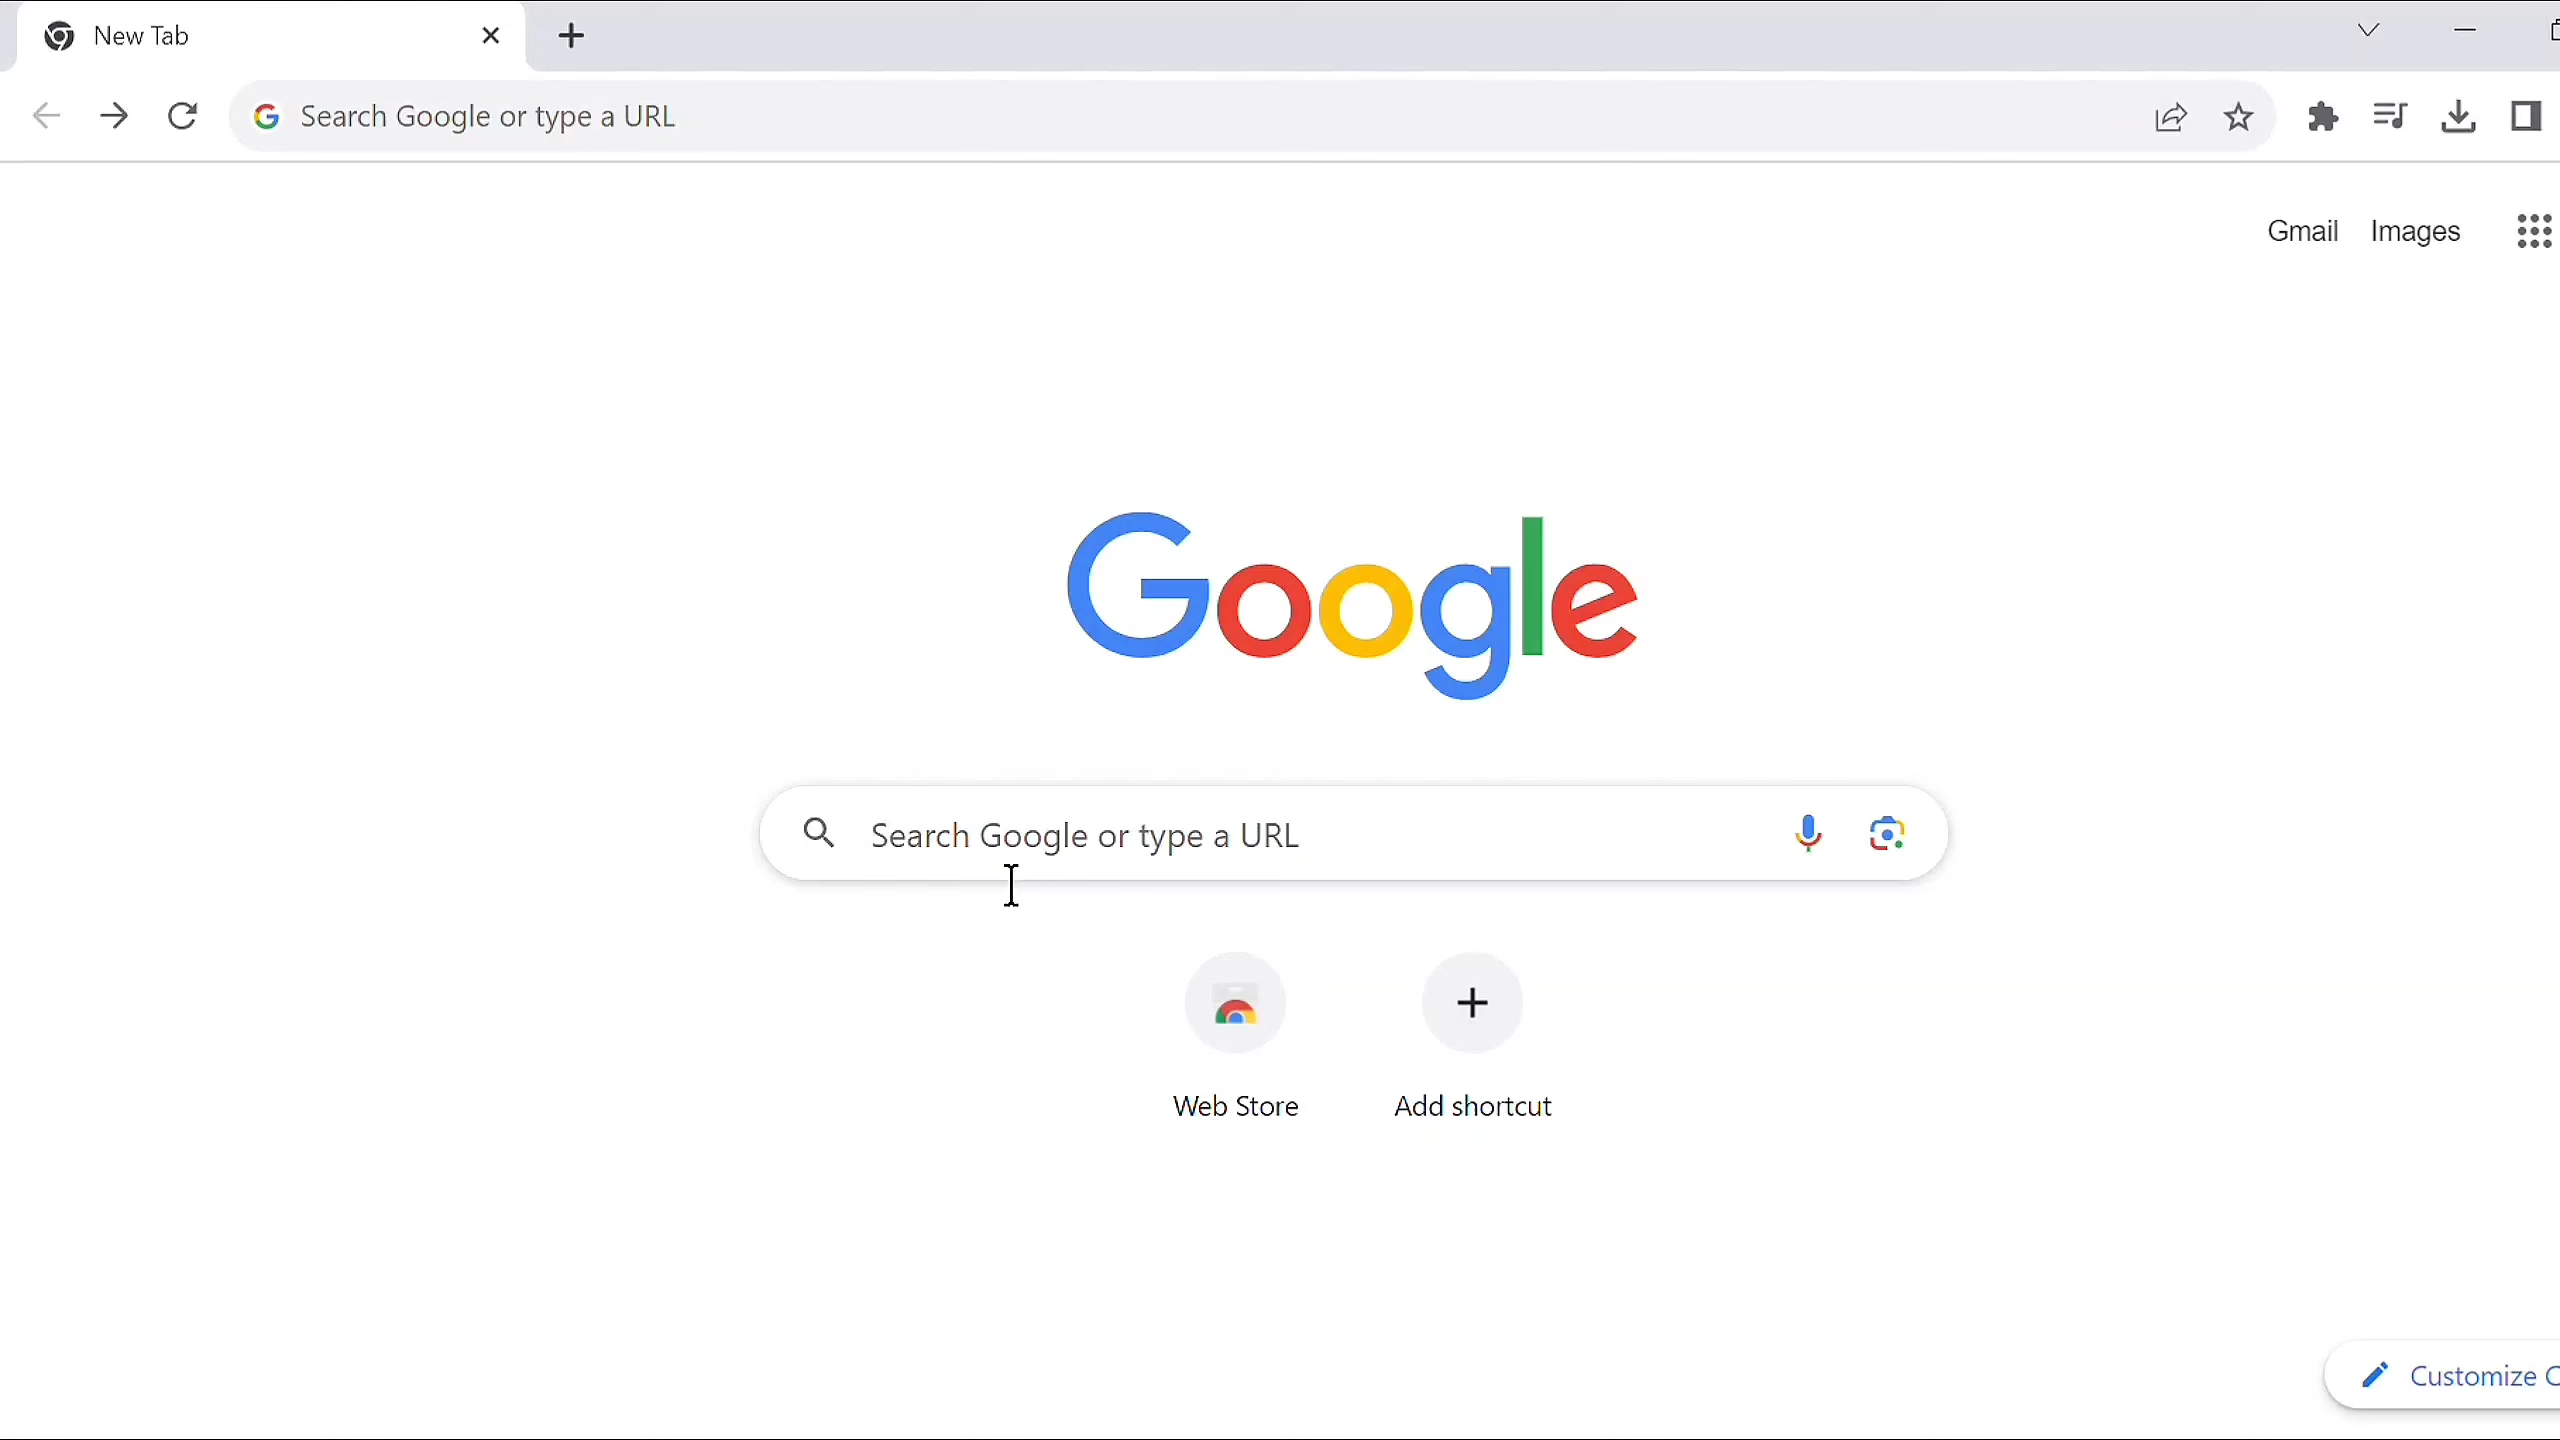 New Tab
Search Google or type a URL
Gmail Images
Google
Search Google or type a URL
Web Store Add shortcut
Customize C